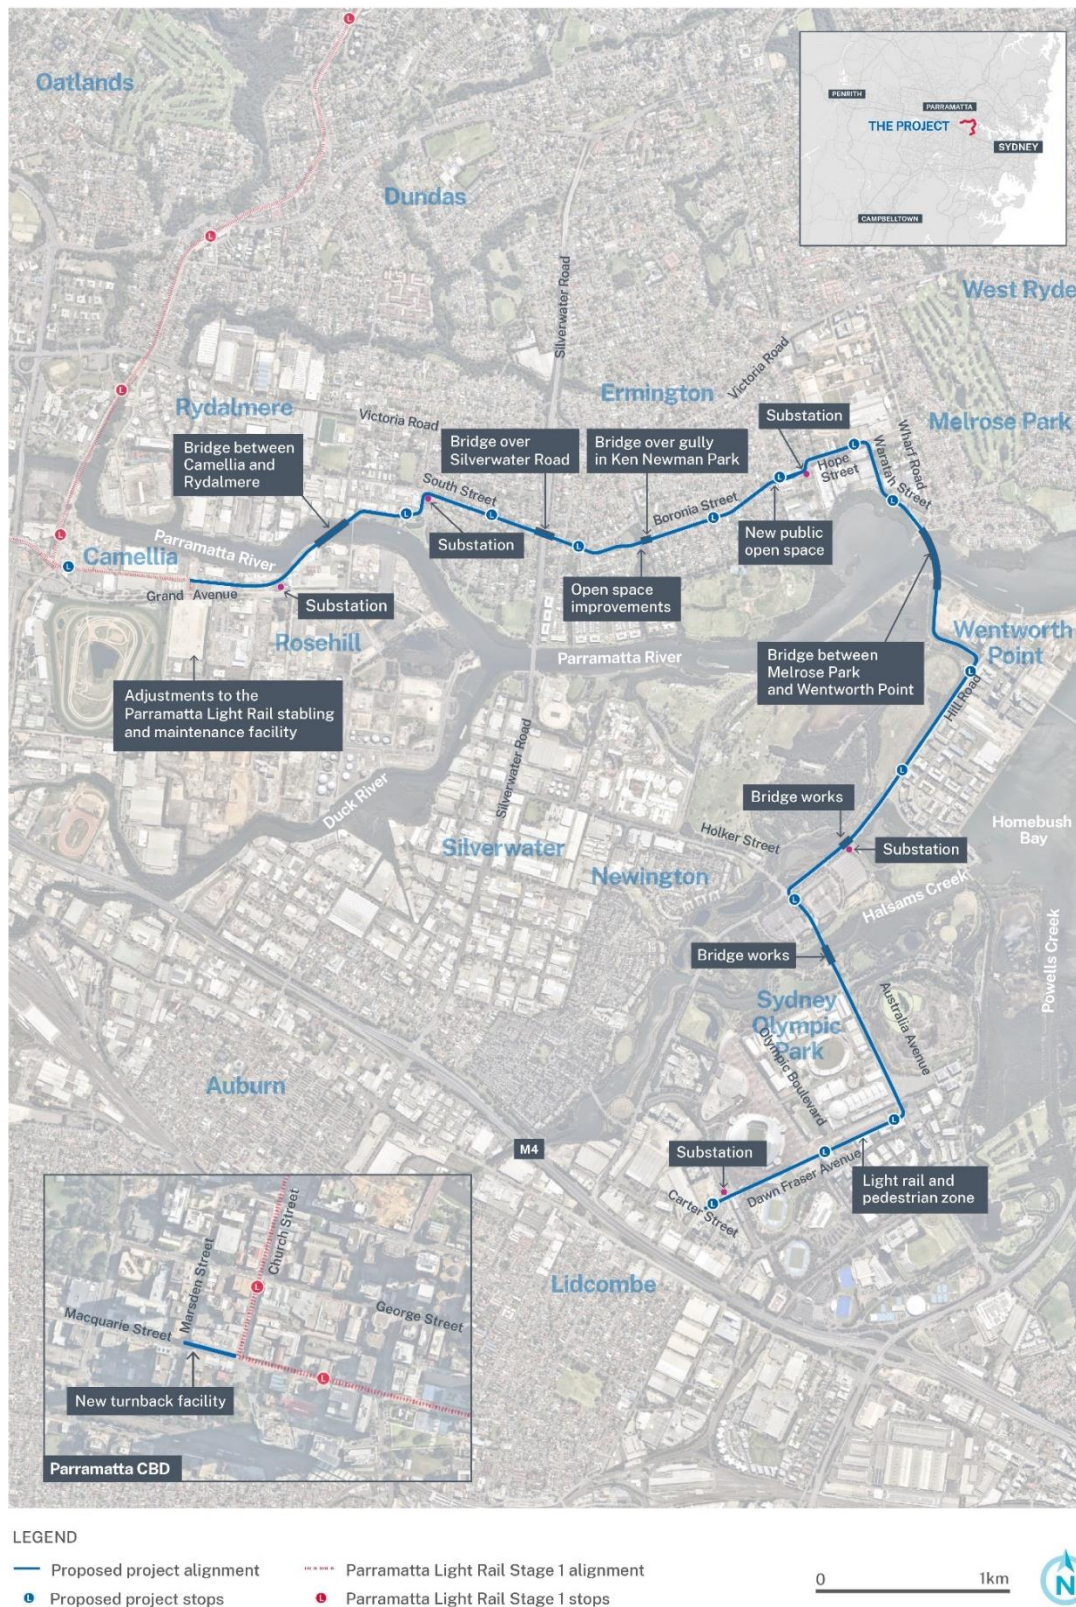 Oatlands
Dundas
PENRITH
PARRAMATTA
THE PROJECT
SYDNEY
CAMPBELLTOWN
West Ryde
Silverwater Road
Ermington
Victoria Road
Melrose Park
Rydalmere
Victoria Road
Substation
Bridge between
Camellia and
Rydalmere
Bridge over
Silverwater Road
Bridge over gully
in Ken Newman Park
Hope
Street
Waratah Street
Wharf Road
South Street
Boronia Street
New public
open space
Substation
Parramatta River
Camellia
Grand Avenue
Substation
Open space
improvements
Rosehill
Parramatta River
Wentworth
Point
Bridge between
Melrose Park
and Wentworth Point
Hill Road
Adjustments to the
Parramatta Light Rail stabling
and maintenance facility
Silverwater Road
Duck River
Bridge works
Holker Street
Homebush
Bay
Silverwater
Substation
Newington
Halsams Creek
Bridge works
Powells Creek
Sydney
Olympic
Park
Australia Avenue
Olympic Boulevard
Auburn
M4
Substation
Dawn Fraser Avenue
Light rail and
pedestrian zone
Carter Street
Lidcombe
Church Street
Marsden Street
Macquarie Street
George Street
New turnback facility
Parramatta CBD
LEGEND
Proposed project alignment
Parramatta Light Rail Stage 1 alignment
L Proposed project stops
L Parramatta Light Rail Stage 1 stops
0 1km
N